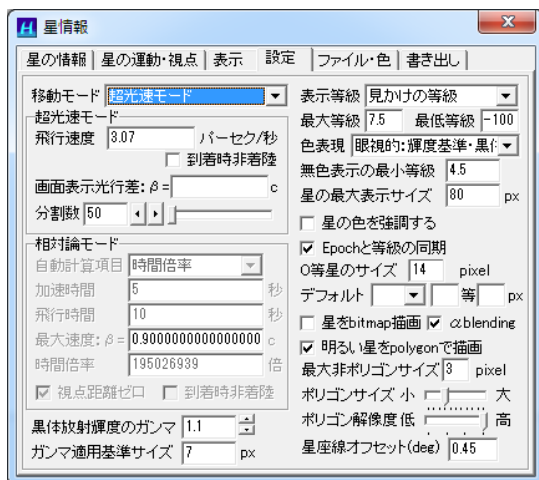 星情報
星の情報 星の運動・視点 表示 設定 ファイル・色 書き出し
移動モード 超光速モード
超光速モード
飛行速度 3.07 パーセク/秒
到着時非着陸
画面表示光行差:β= c
分割数 50
相対論モード
自動計算項目 時間倍率
加速時間 5 秒
飛行時間 10 秒
最大速度:β= 0.9000000000000000 c
時間倍率 195026939 倍
視点距離ゼロ 到着時非着陸
黒体放射輝度のガンマ 1.1
ガンマ適用基準サイズ 7 px
表示等級 見かけの等級
最大等級 7.5 最低等級 -100
色表現 眼視的:輝度基準・黒
無色表示の最小等級 4.5
星の最大表示サイズ 80 px
星の色を強調する
Epochと等級の同期
0等星のサイズ 14 pixel
デフォルト 等 px
星をbitmap描画 αblending
明るい星をpolygonで描画
最大非ポリゴンサイズ 3 pixel
ポリゴンサイズ 小 大
ポリゴン解像度 低 高
星座線オフセット(deg) 0.45